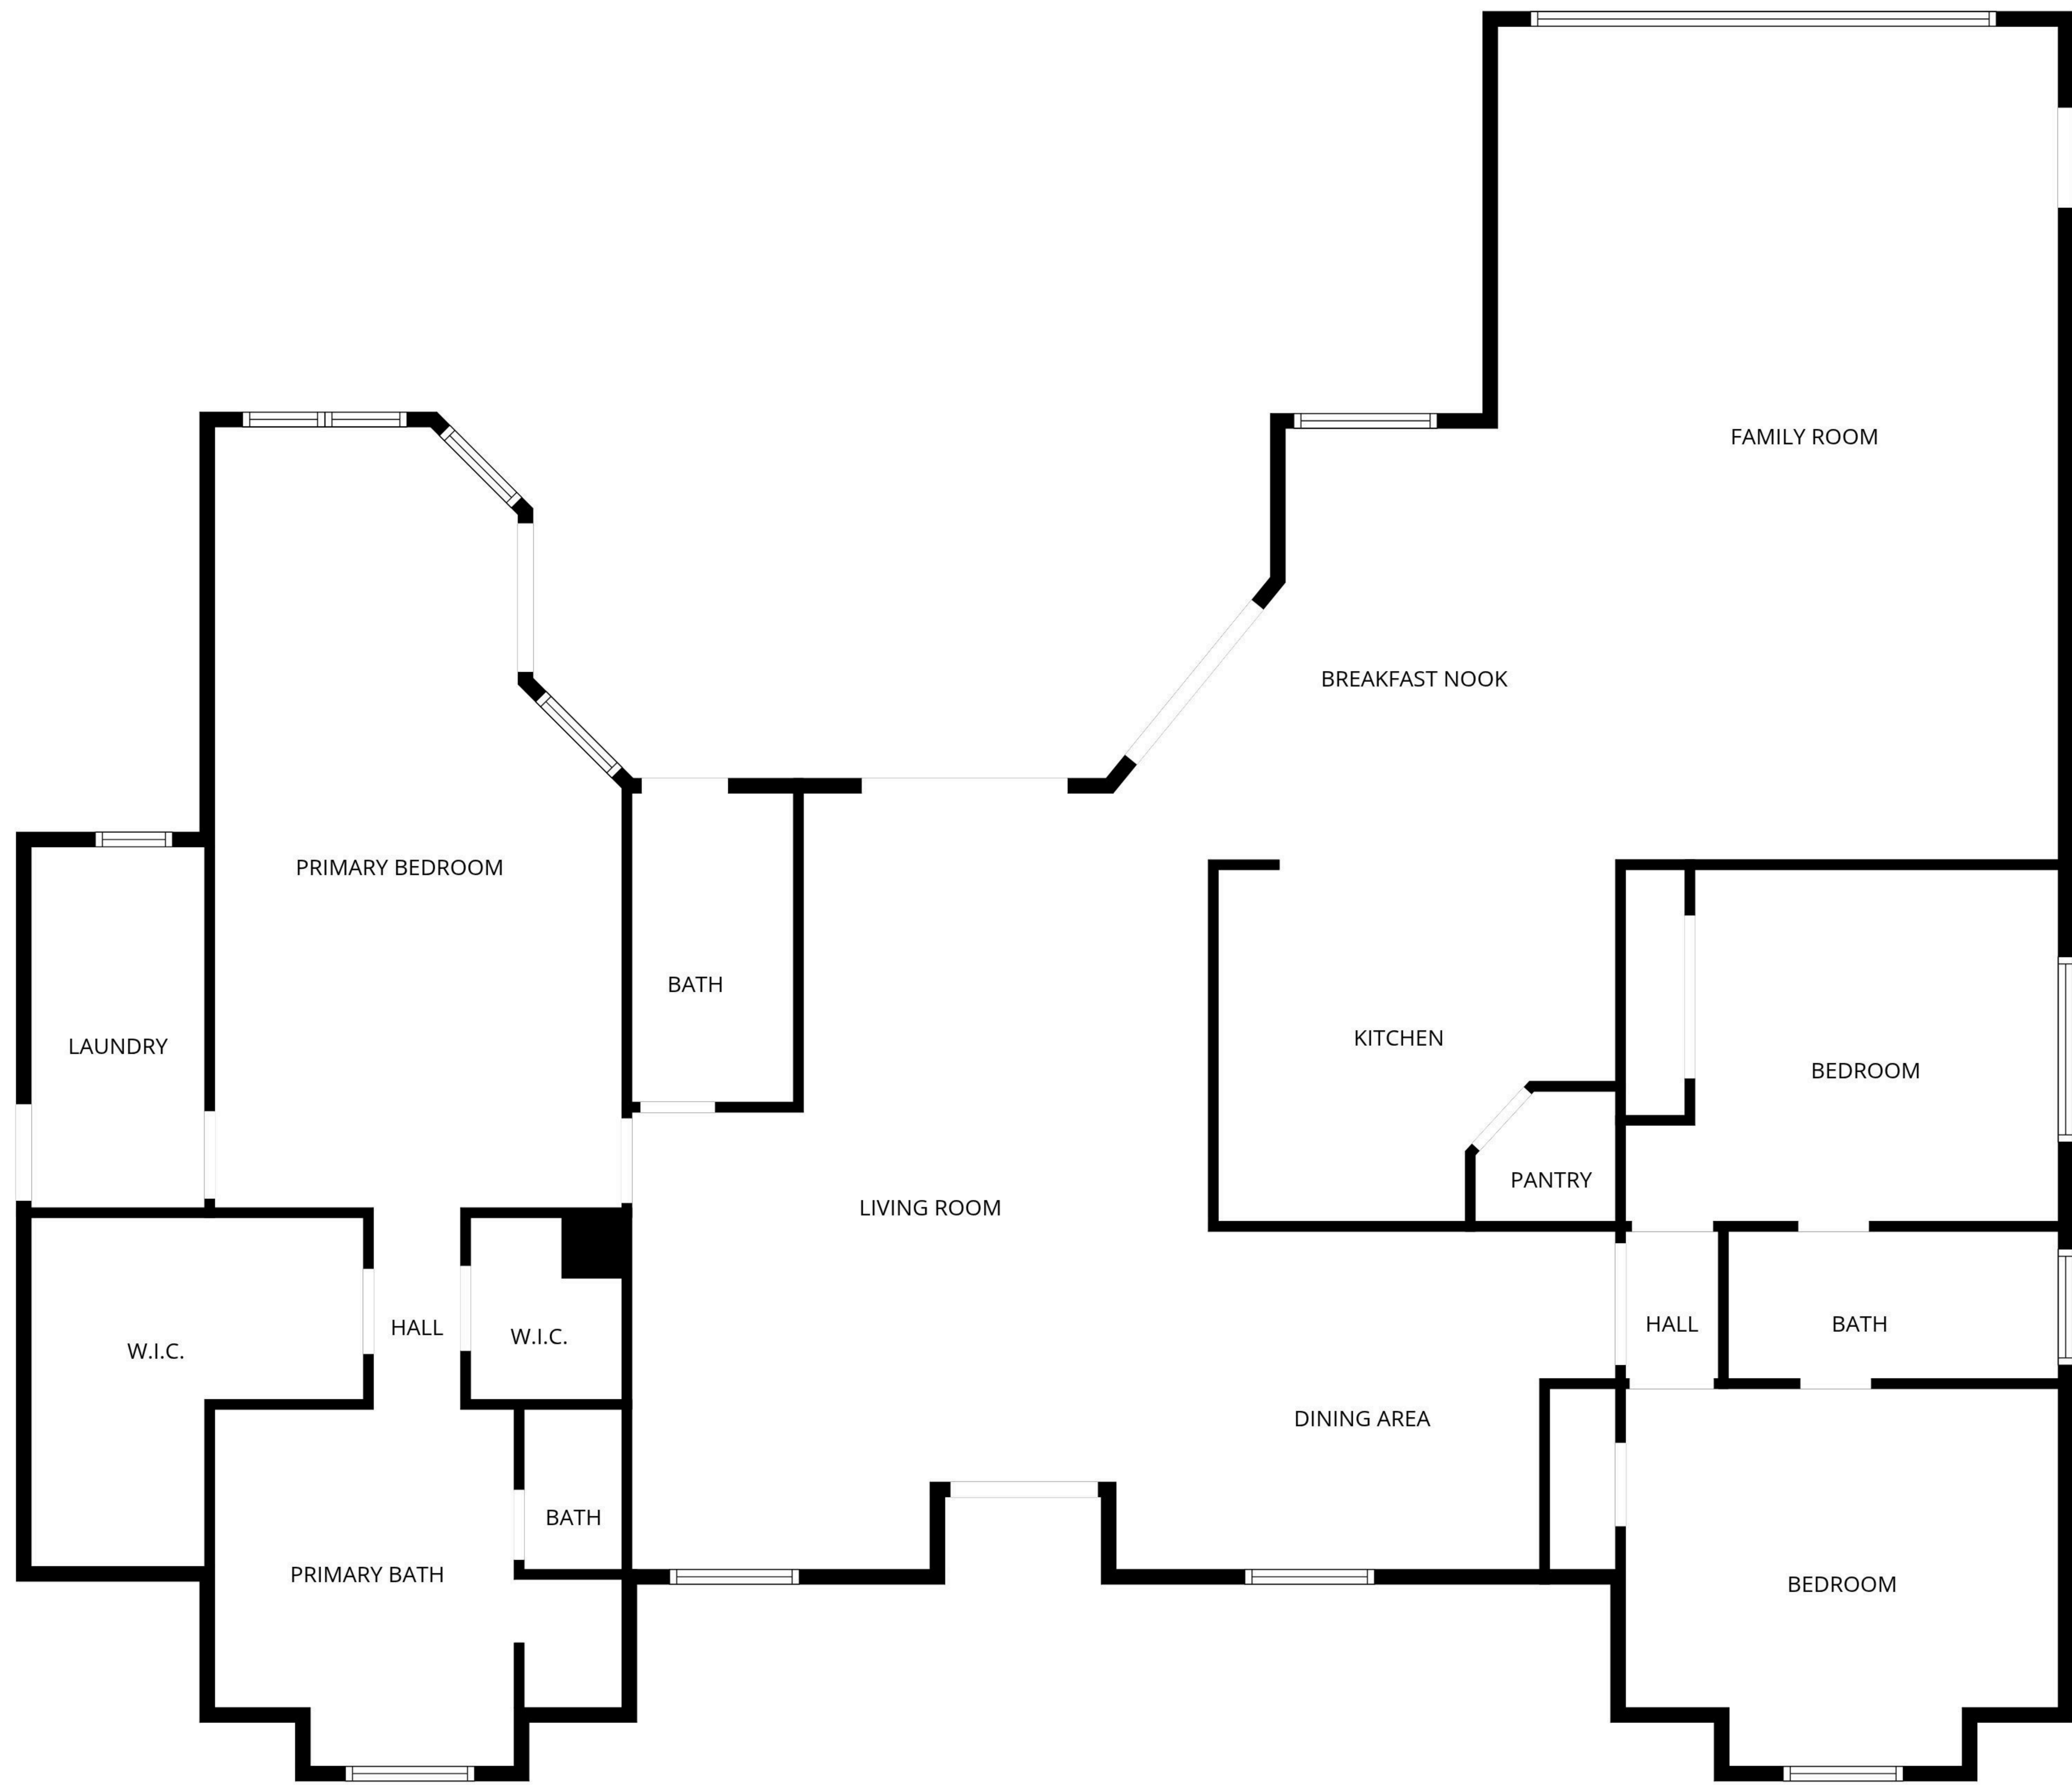 FAMILY ROOM
BREAKFAST NOOK
PRIMARY BEDROOM
BATH
LAUNDRY
KITCHEN
BEDROOM
PANTRY
LIVING ROOM
HALL
W.I.C.
W.I.C.
HALL
BATH
DINING AREA
BATH
PRIMARY BATH
BEDROOM